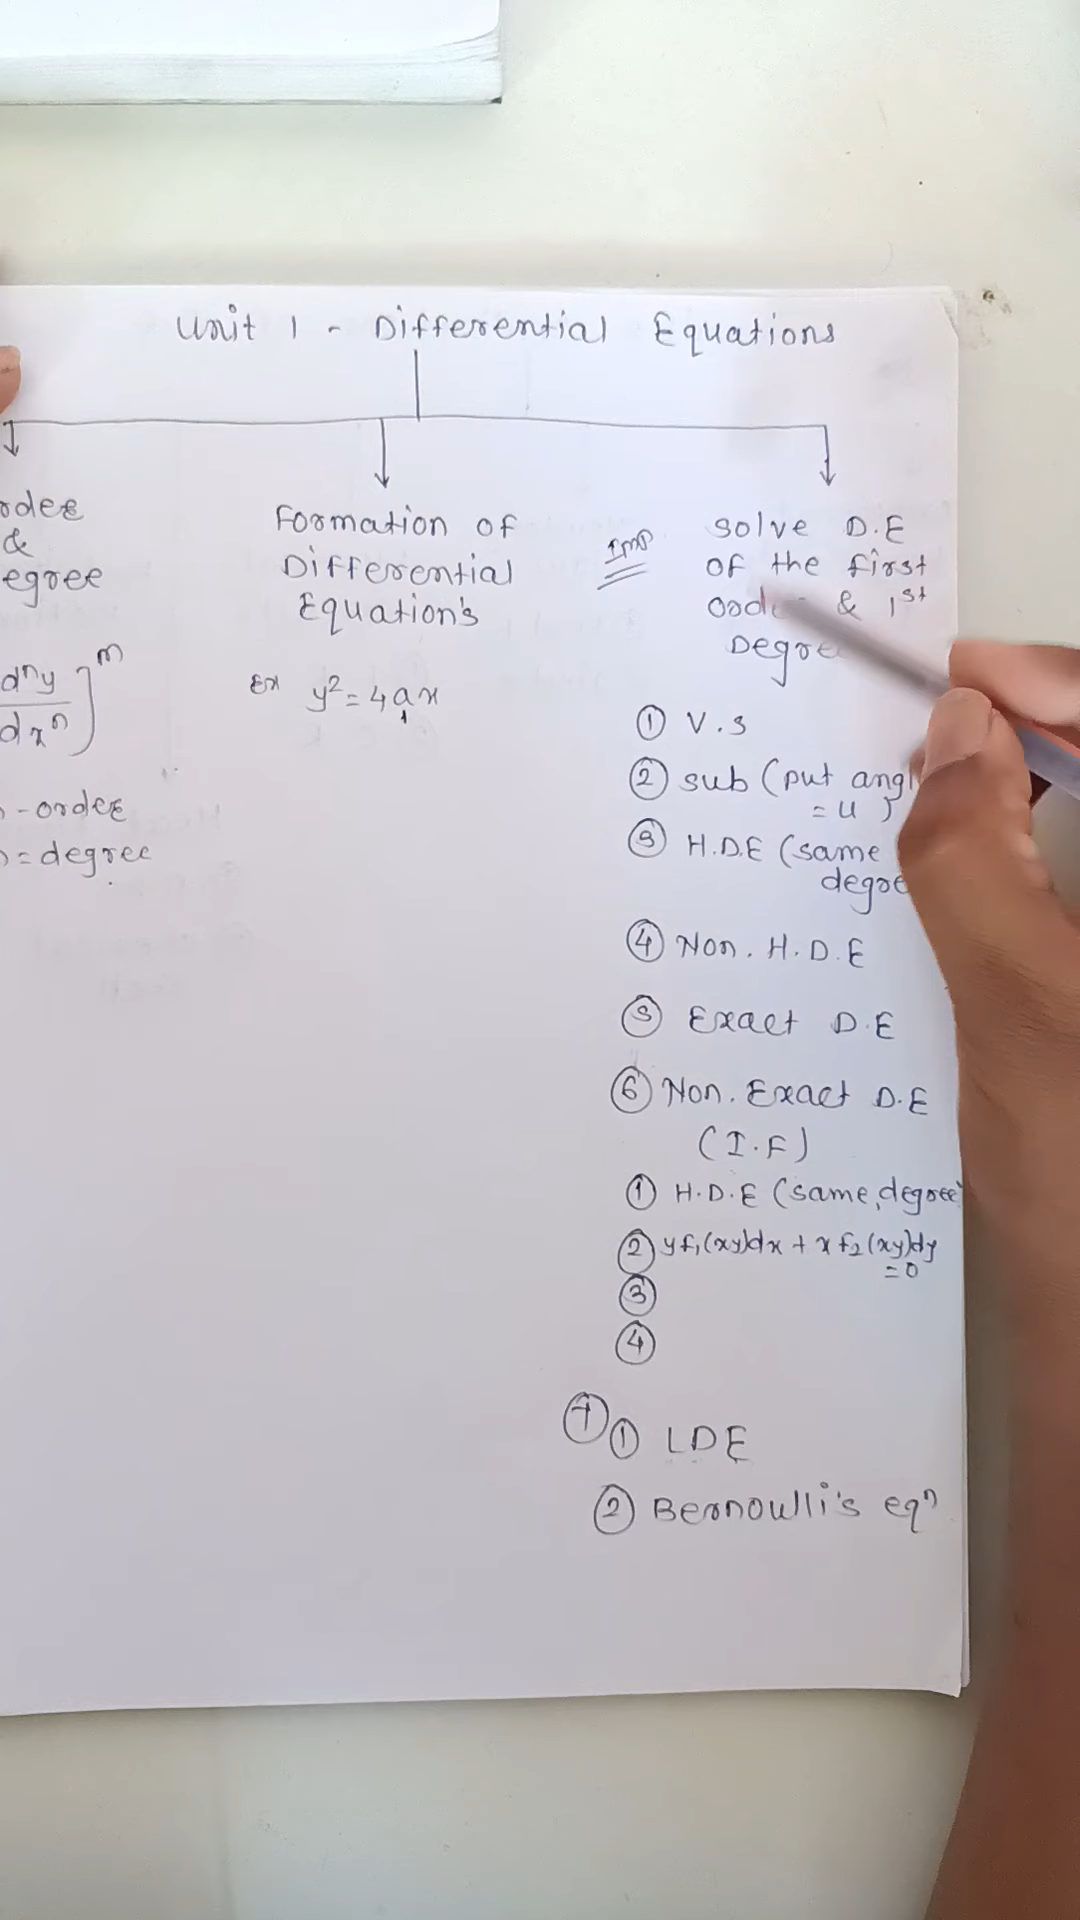 Unit 1 - Differential Equations
order
&
egree
dⁿy
dxⁿ ]ᵐ
-order
= degree
Formation of
Differential
Equation's
Ex y² = 4ax
IMP
solve D.E
of the first
& 1st
① V.S
② sub (put
= u )
③ H.D.E (same
④ Non. H.D.E
⑤ Exact D.E
⑥ Non. Exact D.E
(I.F)
① H.D.E (same, degree)
② yf₁(xy)dx + xf₂(xy)dy
= 0
③
④
⑦ ① LDE
② Bernoulli's eqⁿ